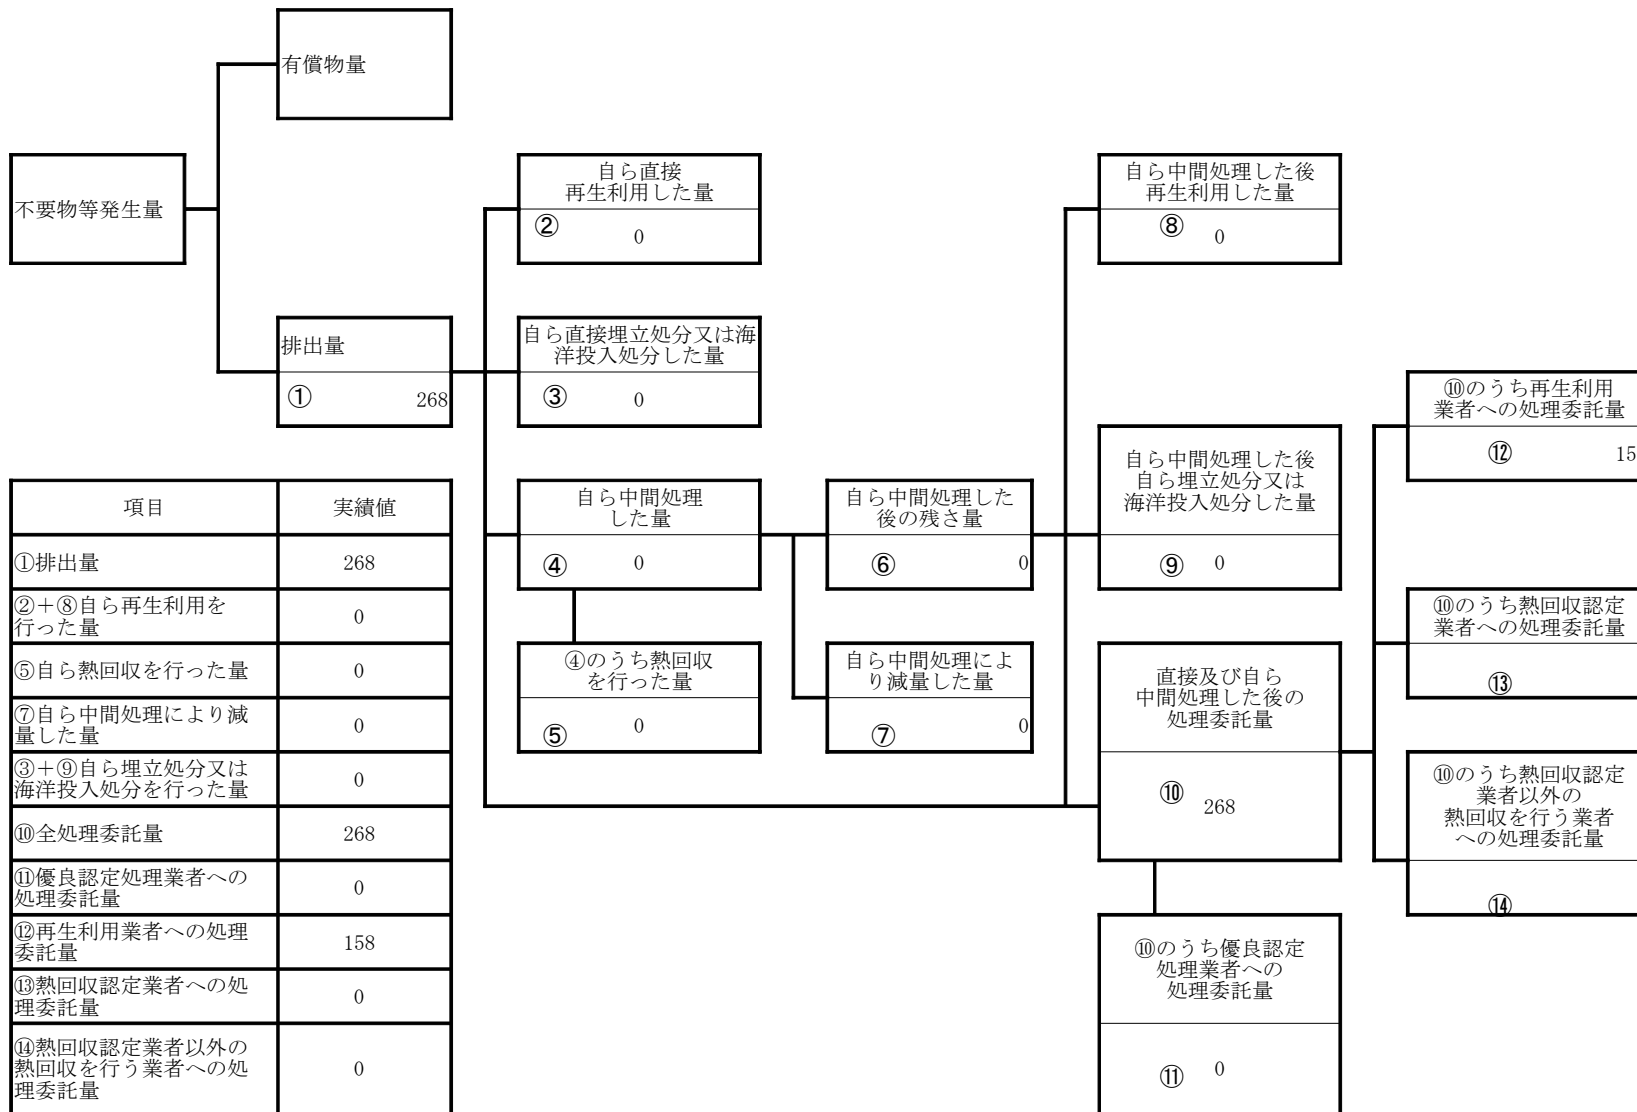 有償物量
不要物等発生量
排出量
①
268
自ら直接
再生利用した量
②
0
自ら直接埋立処分又は海
洋投入処分した量
③
0
自ら中間処理
した量
④
0
④のうち熱回収
を行った量
⑤
0
自ら中間処理した
後の残さ量
⑥
0
自ら中間処理によ
り減量した量
⑦
0
自ら中間処理した後
再生利用した量
⑧
0
自ら中間処理した後
自ら埋立処分又は
海洋投入処分した量
⑨
0
直接及び自ら
中間処理した後の
処理委託量
⑩
268
⑩のうち優良認定
処理業者への
処理委託量
⑪
0
⑩のうち再生利用
業者への処理委託量
⑫
15
⑩のうち熱回収認定
業者への処理委託量
⑬
⑩のうち熱回収認定
業者以外の
熱回収を行う業者
への処理委託量
⑭
項目 実績値
①排出量 268
②＋⑧自ら再生利用を
行った量 0
⑤自ら熱回収を行った量 0
⑦自ら中間処理により減
量した量 0
③＋⑨自ら埋立処分又は
海洋投入処分を行った量 0
⑩全処理委託量 268
⑪優良認定処理業者への
処理委託量 0
⑫再生利用業者への処理
委託量 158
⑬熱回収認定業者への処
理委託量 0
⑭熱回収認定業者以外の
熱回収を行う業者への処
理委託量 0